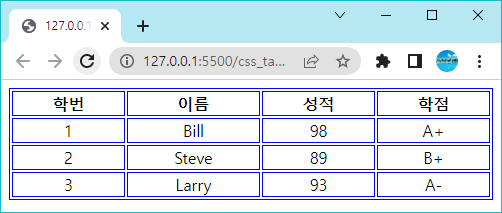 127.0.0.1
127.0.0.1:5500/css_ta...
학번 이름 성적 학점
1 Bill 98 A+
2 Steve 89 B+
3 Larry 93 A-